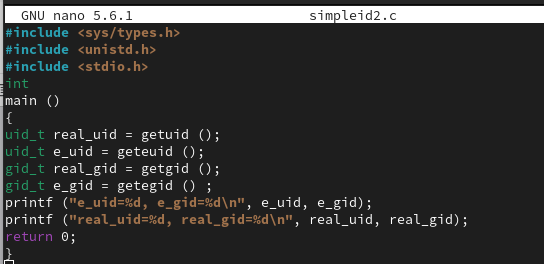 GNU nano 5.6.1 simpleid2.c
#include <sys/types.h>
#include <unistd.h>
#include <stdio.h>
int
main ()
{
uid_t real_uid = getuid ();
uid_t e_uid = geteuid ();
gid_t real_gid = getgid ();
gid_t e_gid = getegid () ;
printf ("e_uid=%d, e_gid=%d\n", e_uid, e_gid);
printf ("real_uid=%d, real_gid=%d\n", real_uid, real_gid);
return 0;
}